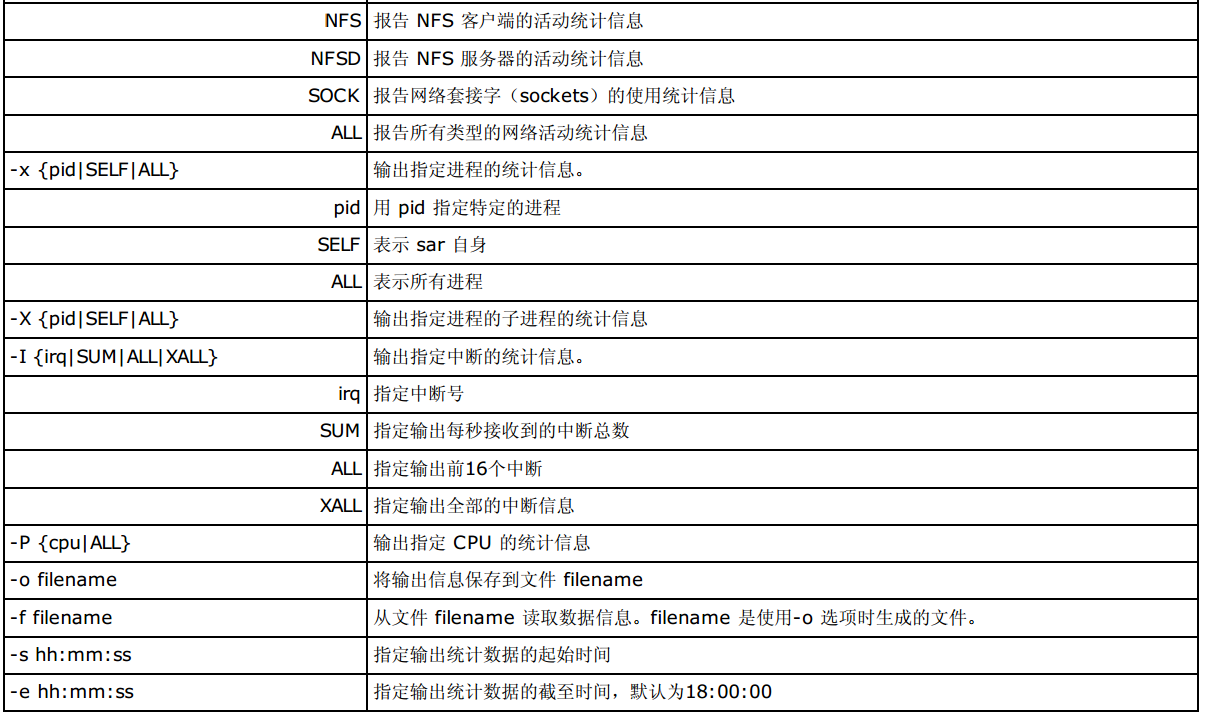 NFS 报告 NFS 客户端的活动统计信息
NFSD 报告 NFS 服务器的活动统计信息
SOCK 报告网络套接字（sockets）的使用统计信息
ALL 报告所有类型的网络活动统计信息
-x {pid|SELF|ALL} 输出指定进程的统计信息。
pid 用 pid 指定特定的进程
SELF 表示 sar 自身
ALL 表示所有进程
-X {pid|SELF|ALL} 输出指定进程的子进程的统计信息
-I {irq|SUM|ALL|XALL} 输出指定中断的统计信息。
irq 指定中断号
SUM 指定输出每秒接收到的中断总数
ALL 指定输出前16个中断
XALL 指定输出全部的中断信息
-P {cpu|ALL} 输出指定 CPU 的统计信息
-o filename 将输出信息保存到文件 filename
-f filename 从文件 filename 读取数据信息。filename 是使用-o 选项时生成的文件。
-s hh:mm:ss 指定输出统计数据的起始时间
-e hh:mm:ss 指定输出统计数据的截至时间，默认为18:00:00